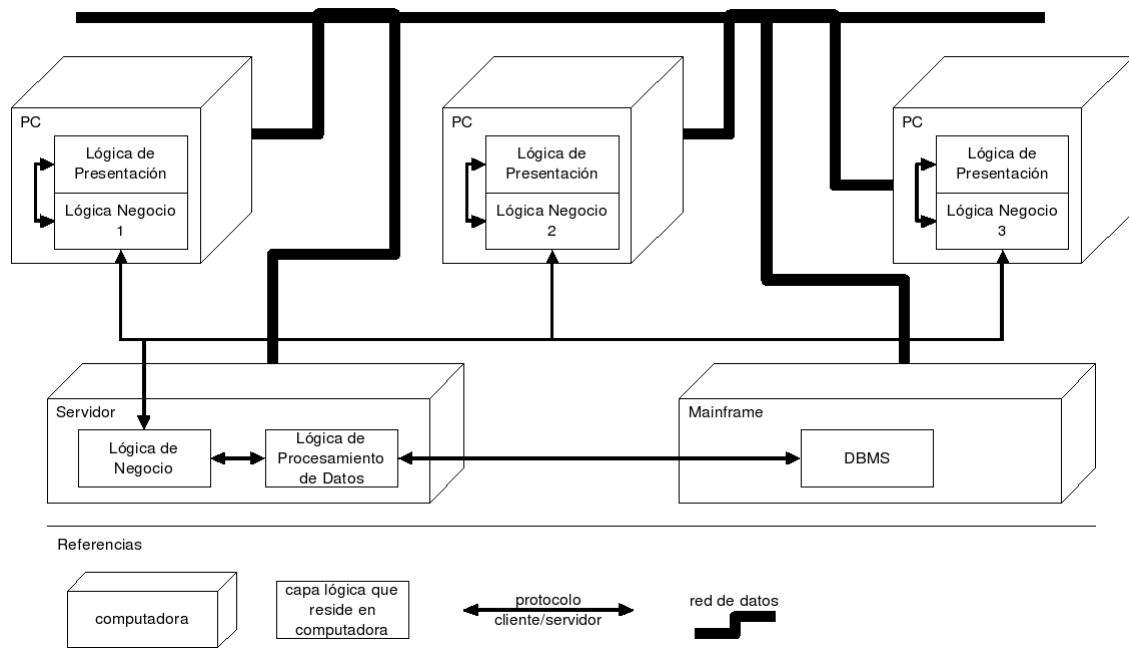 PC
Lógica de
Presentación
Lógica Negocio
1
PC
Lógica de
Presentación
Lógica Negocio
2
PC
Lógica de
Presentación
Lógica Negocio
3
Servidor
Lógica de
Negocio
Lógica de
Procesamiento
de Datos
Mainframe
DBMS
Referencias
computadora
capa lógica que
reside en
computadora
protocolo
cliente/servidor
red de datos